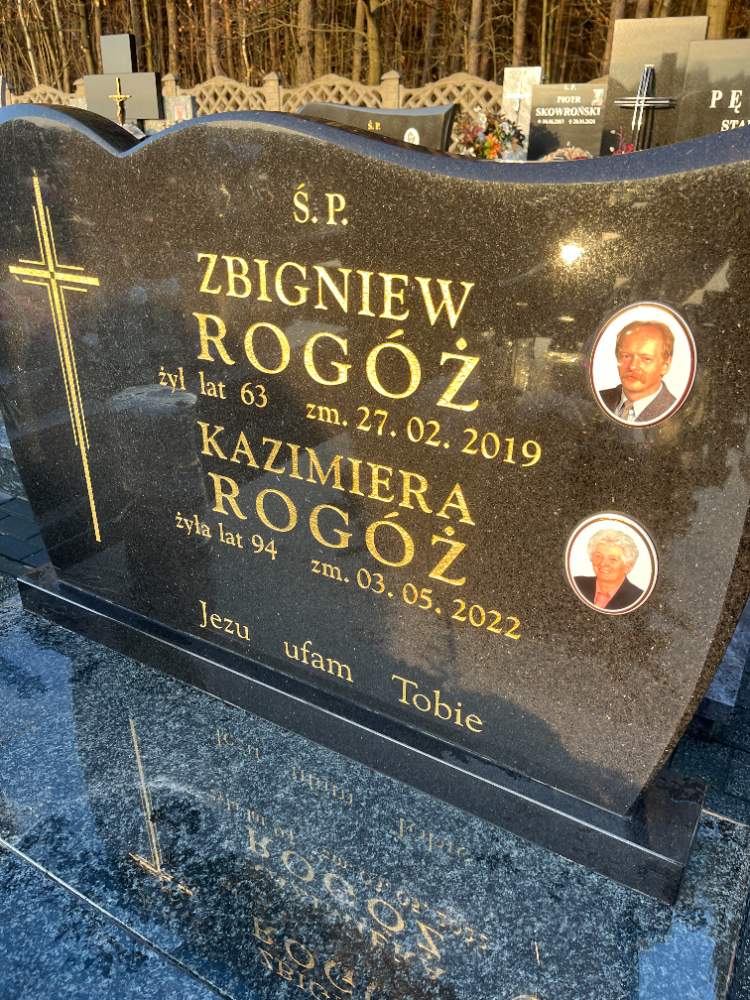 Ś. P.
PIOTR
SKOWROŃSKI
Ś. P.
ZBIGNIEW
ROGÓŻ
żył lat 63 zm. 27. 02. 2019
KAZIMIERA
ROGÓŻ
żyła lat 94 zm. 03. 05. 2022
Jezu ufam Tobie